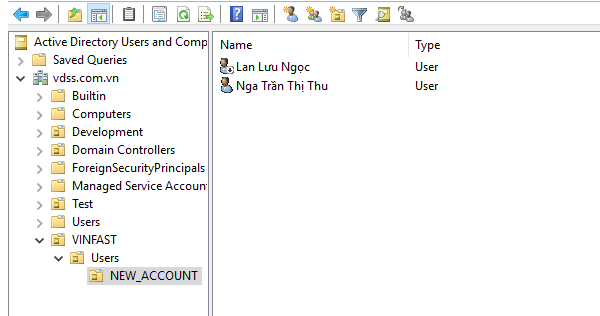 Active Directory Users and Comp
Name
Type
Saved Queries
Lan Lưu Ngọc
User
vdss.com.vn
Nga Trần Thị Thu
User
Builtin
Computers
Development
Domain Controllers
ForeignSecurityPrincipals
Managed Service Accoun
Test
Users
VINFAST
Users
NEW_ACCOUNT